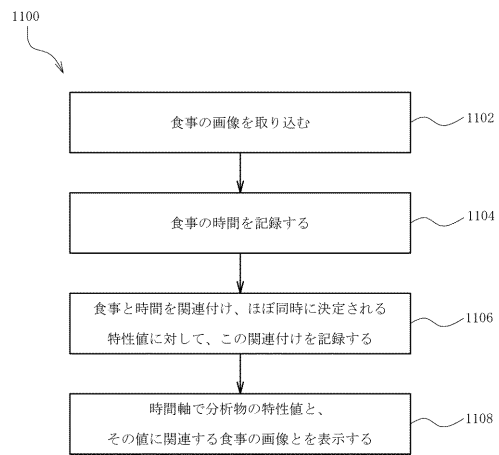 1100
食事の画像を取り込む
1102
食事の時間を記録する
1104
食事と時間を関連付け、ほぼ同時に決定される
特性値に対して、この関連付けを記録する
1106
時間軸で分析物の特性値と、
その値に関連する食事の画像とを表示する
1108